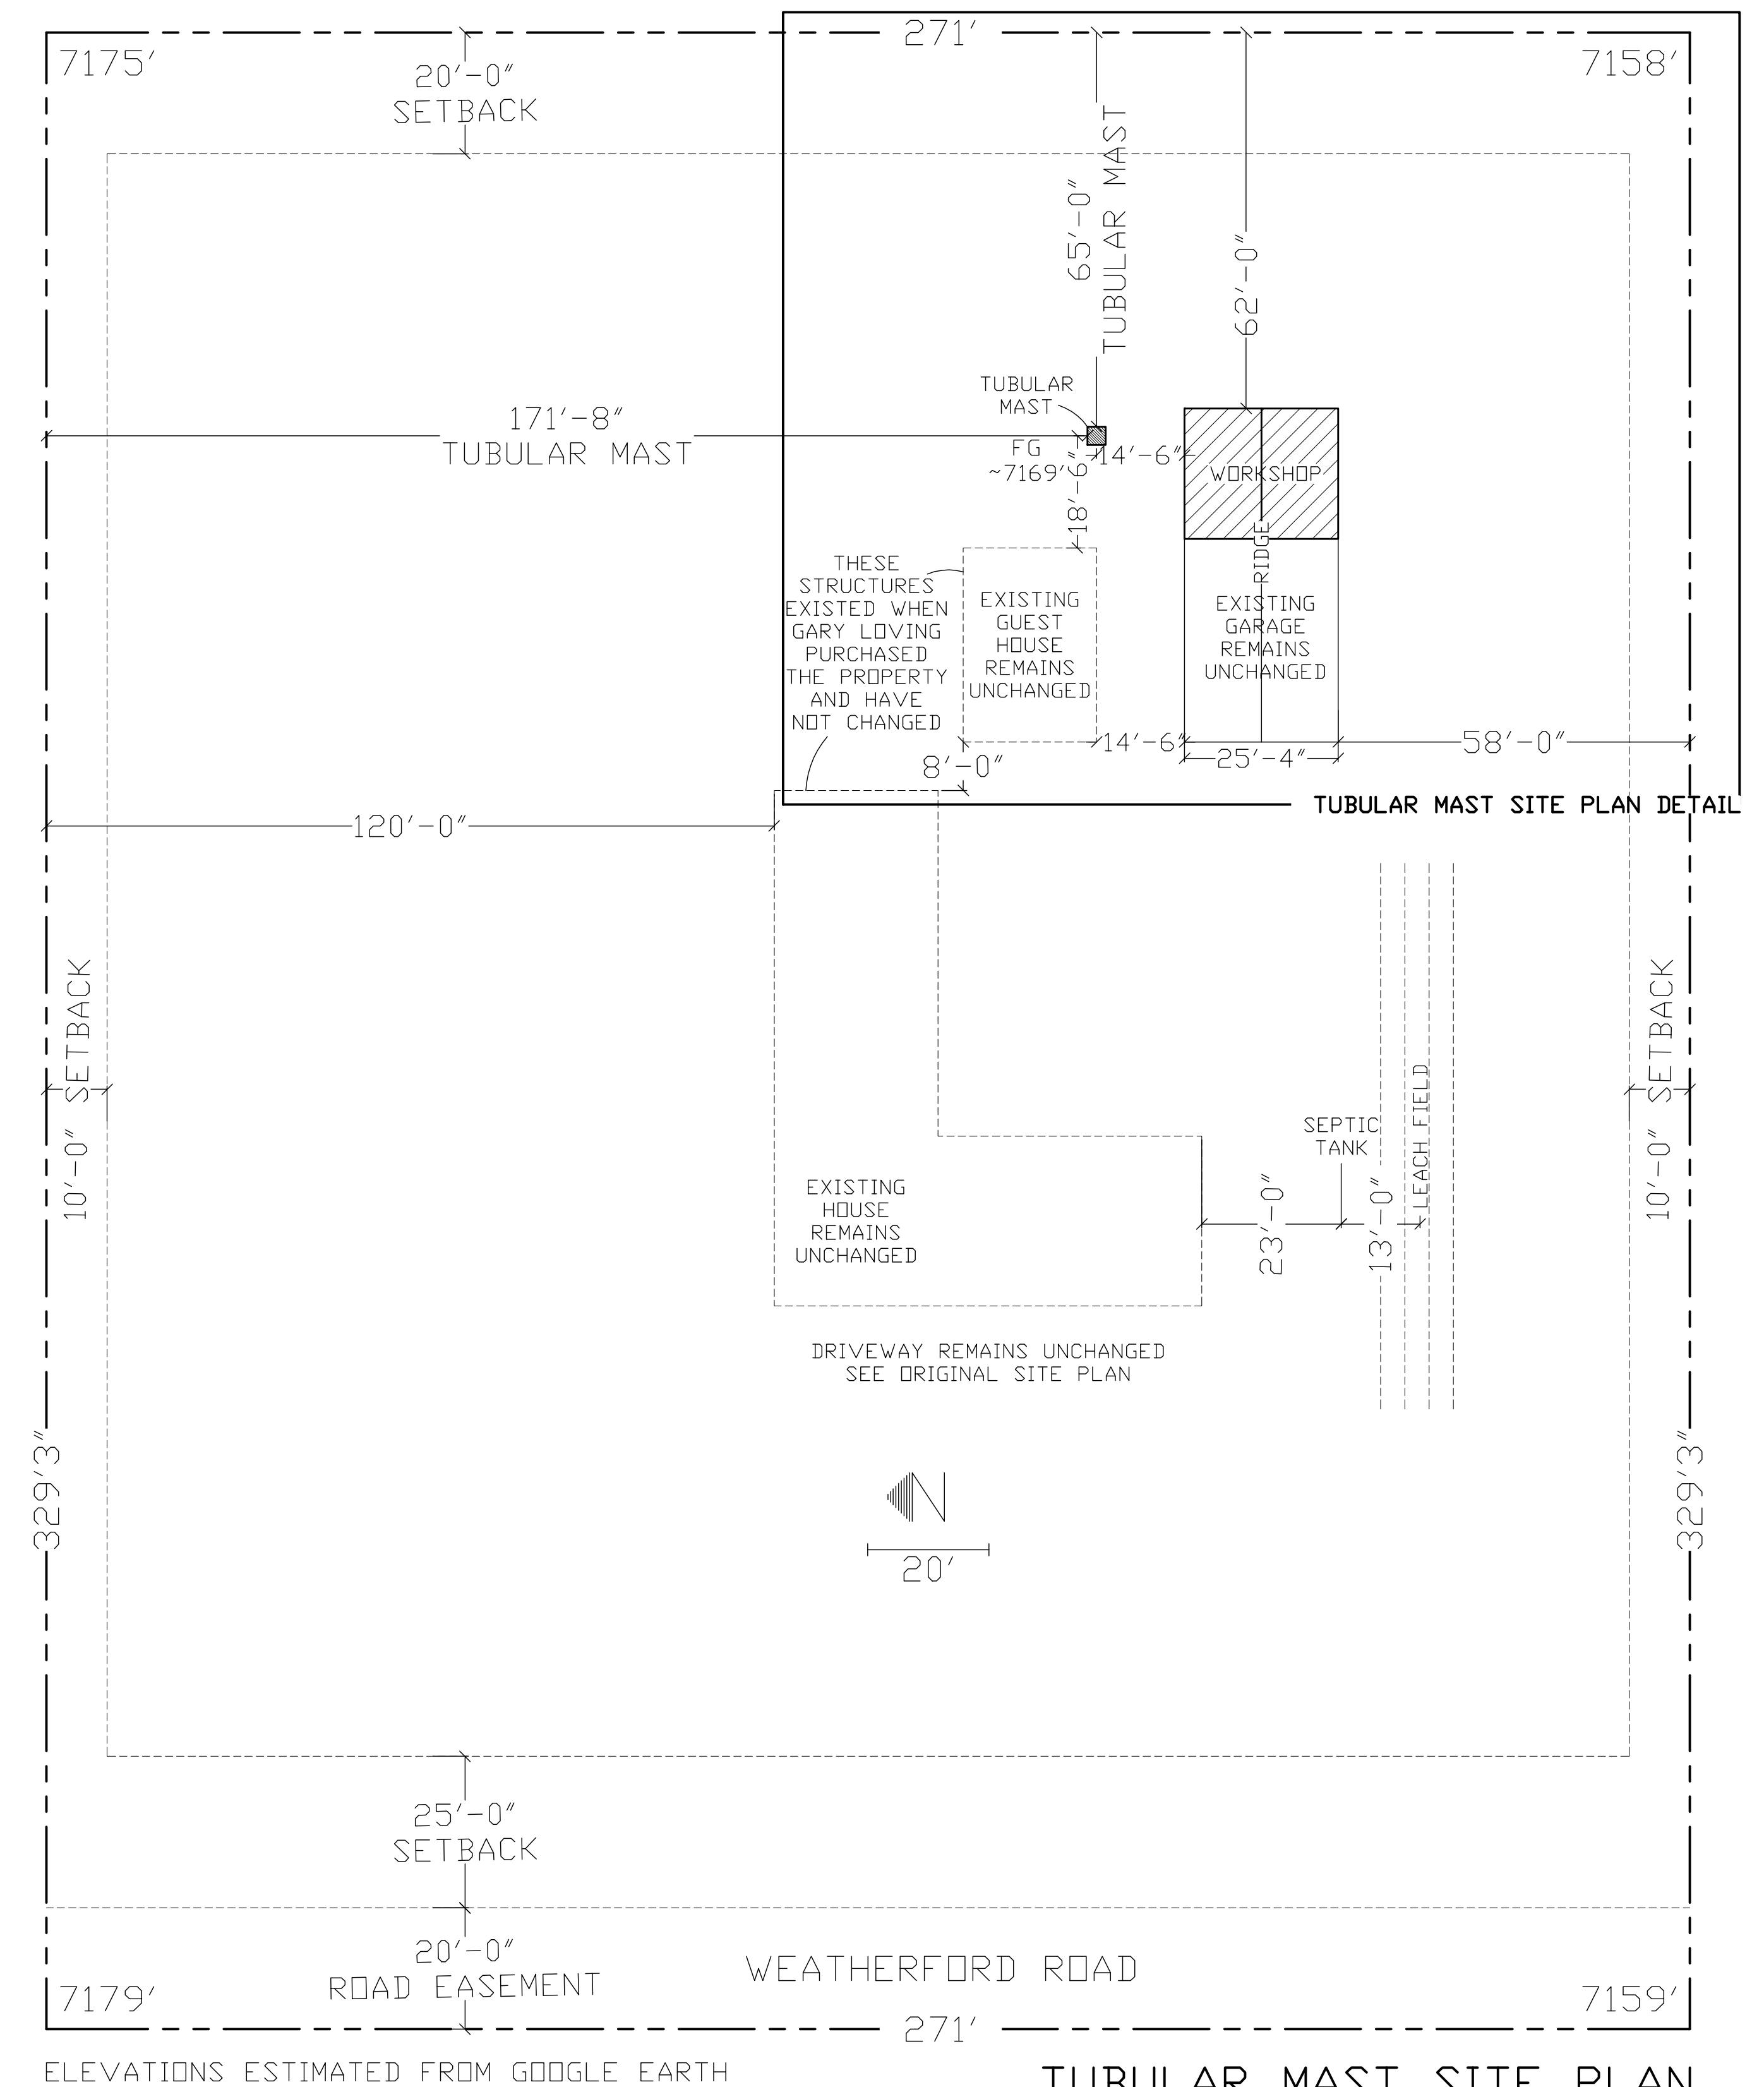 271'
7175'
7158'
20'-0"
SETBACK
65'-0"
TUBULAR MAST
62'-0"
TUBULAR
MAST
171'-8"
TUBULAR MAST
FG
~7169'
14'-6"
18'-6"
WORKSHOP
RIDGE
THESE
STRUCTURES
EXISTED WHEN
GARY LOVING
PURCHASED
THE PROPERTY
AND HAVE
NOT CHANGED
EXISTING
GUEST
HOUSE
REMAINS
UNCHANGED
EXISTING
GARAGE
REMAINS
UNCHANGED
14'-6"
25'-4"
58'-0"
8'-0"
TUBULAR MAST SITE PLAN DETAIL
120'-0"
10'-0" SETBACK
10'-0" SETBACK
SEPTIC
TANK
LEACH FIELD
23'-0"
13'-0"
EXISTING
HOUSE
REMAINS
UNCHANGED
DRIVEWAY REMAINS UNCHANGED
SEE ORIGINAL SITE PLAN
329'3"
329'3"
N
20'
25'-0"
SETBACK
20'-0"
ROAD EASEMENT
WEATHERFORD ROAD
7179'
7159'
271'
ELEVATIONS ESTIMATED FROM GOOGLE EARTH
TUBULAR MAST SITE PLAN